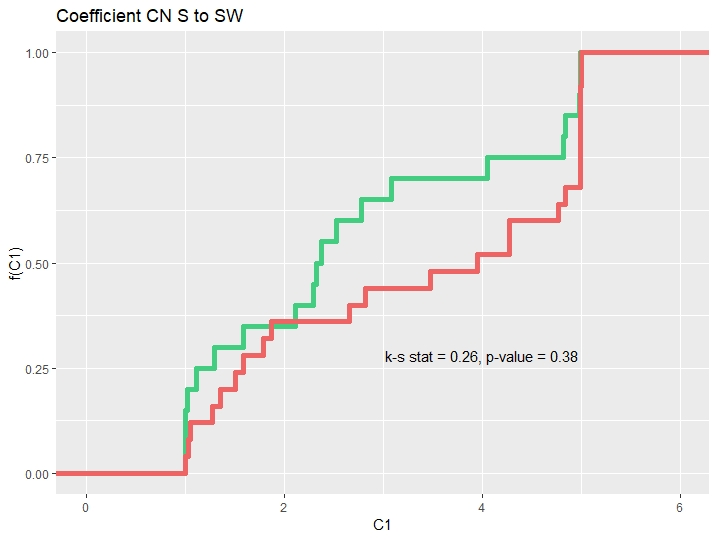 Coefficient CN S to SW
1.00
0.75
0.50
0.25
0.00
f(C1)
k-s stat = 0.26, p-value = 0.38
0 2 4 6
C1